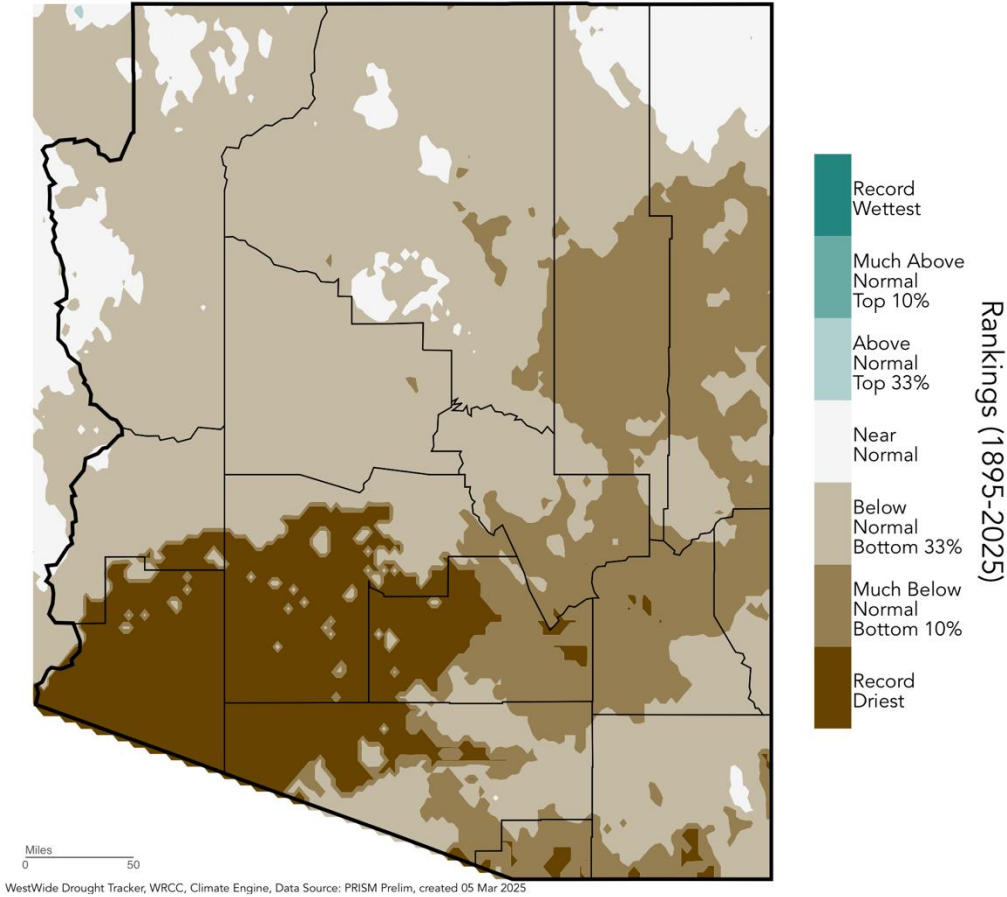 Record
Wettest
Much Above
Normal
Top 10%
Above
Normal
Top 33%
Near
Normal
Below
Normal
Bottom 33%
Much Below
Normal
Bottom 10%
Record
Driest
Rankings (1895-2025)
Miles
0 50
WestWide Drought Tracker, WRCC, Climate Engine, Data Source: PRISM Prelim, created 05 Mar 2025